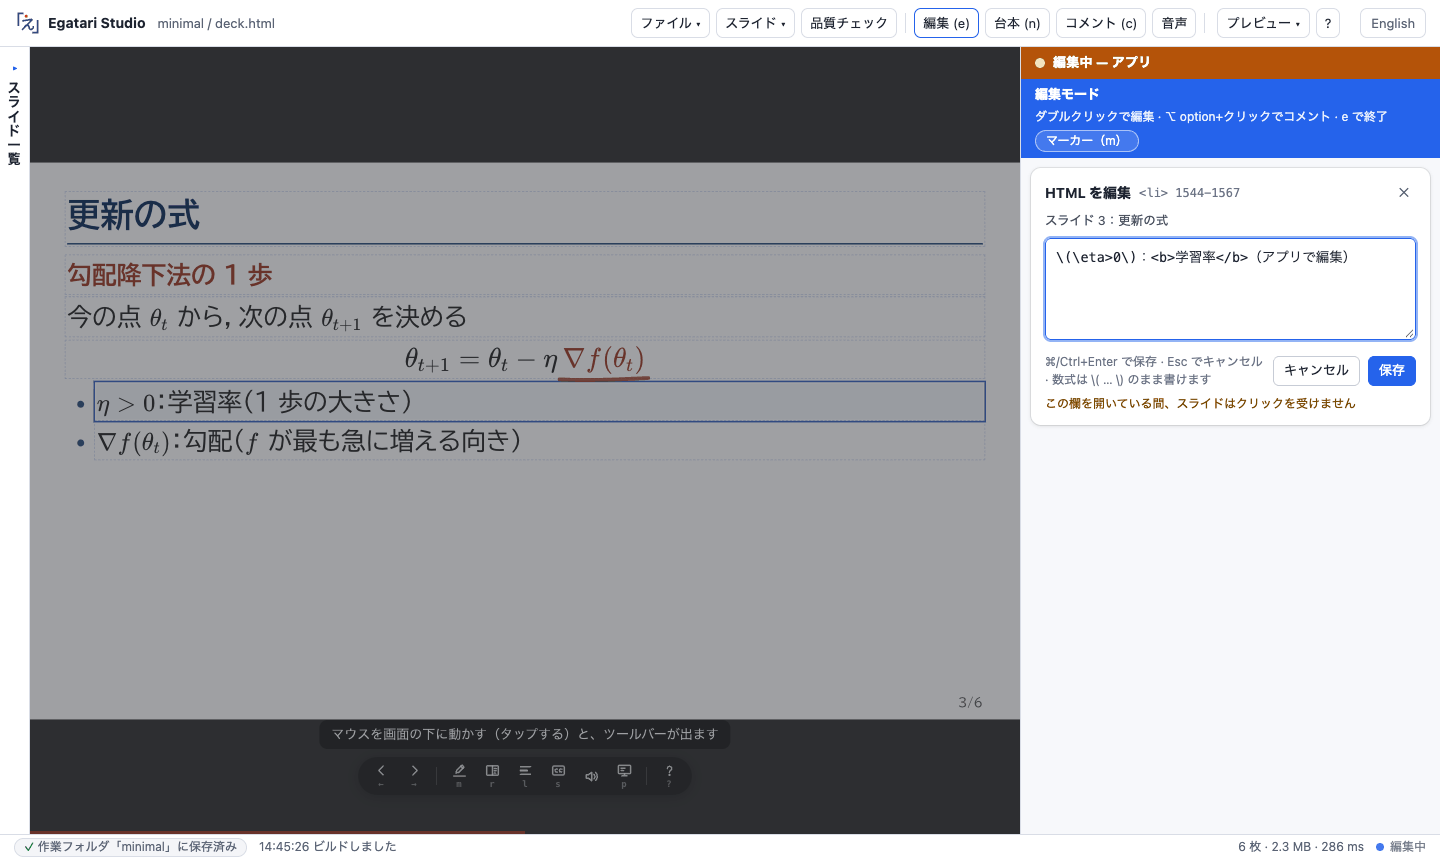 Egatari Studio minimal / deck.html ファイル ▾ スライド ▾ 品質チェック 編集 (e) 台本 (n) コメント (c) 音声 プレビュー ▾ ? English
スライド一覧
更新の式
勾配降下法の 1 歩
今の点 θ_t から, 次の点 θ_{t+1} を決める
θ_{t+1} = θ_t − η ∇f(θ_t)
• η > 0：学習率（1 歩の大きさ）
• ∇f(θ_t)：勾配（f が最も急に増える向き）
3/6
マウスを画面の下に動かす（タップする）と、ツールバーが出ます
← → m r l s p ?
編集中 — アプリ
編集モード
ダブルクリックで編集 · ⌥ option+クリックでコメント · e で終了
マーカー（m）
HTML を編集 <li> 1544–1567 ×
スライド 3：更新の式
\(\eta>0\)：<b>学習率</b>（アプリで編集）
⌘/Ctrl+Enter で保存 · Esc でキャンセル
· 数式は \( … \) のまま書けます
キャンセル 保存
この欄を開いている間、スライドはクリックを受けません
✓ 作業フォルダ「minimal」に保存済み 14:45:26 ビルドしました 6 枚 · 2.3 MB · 286 ms 編集中